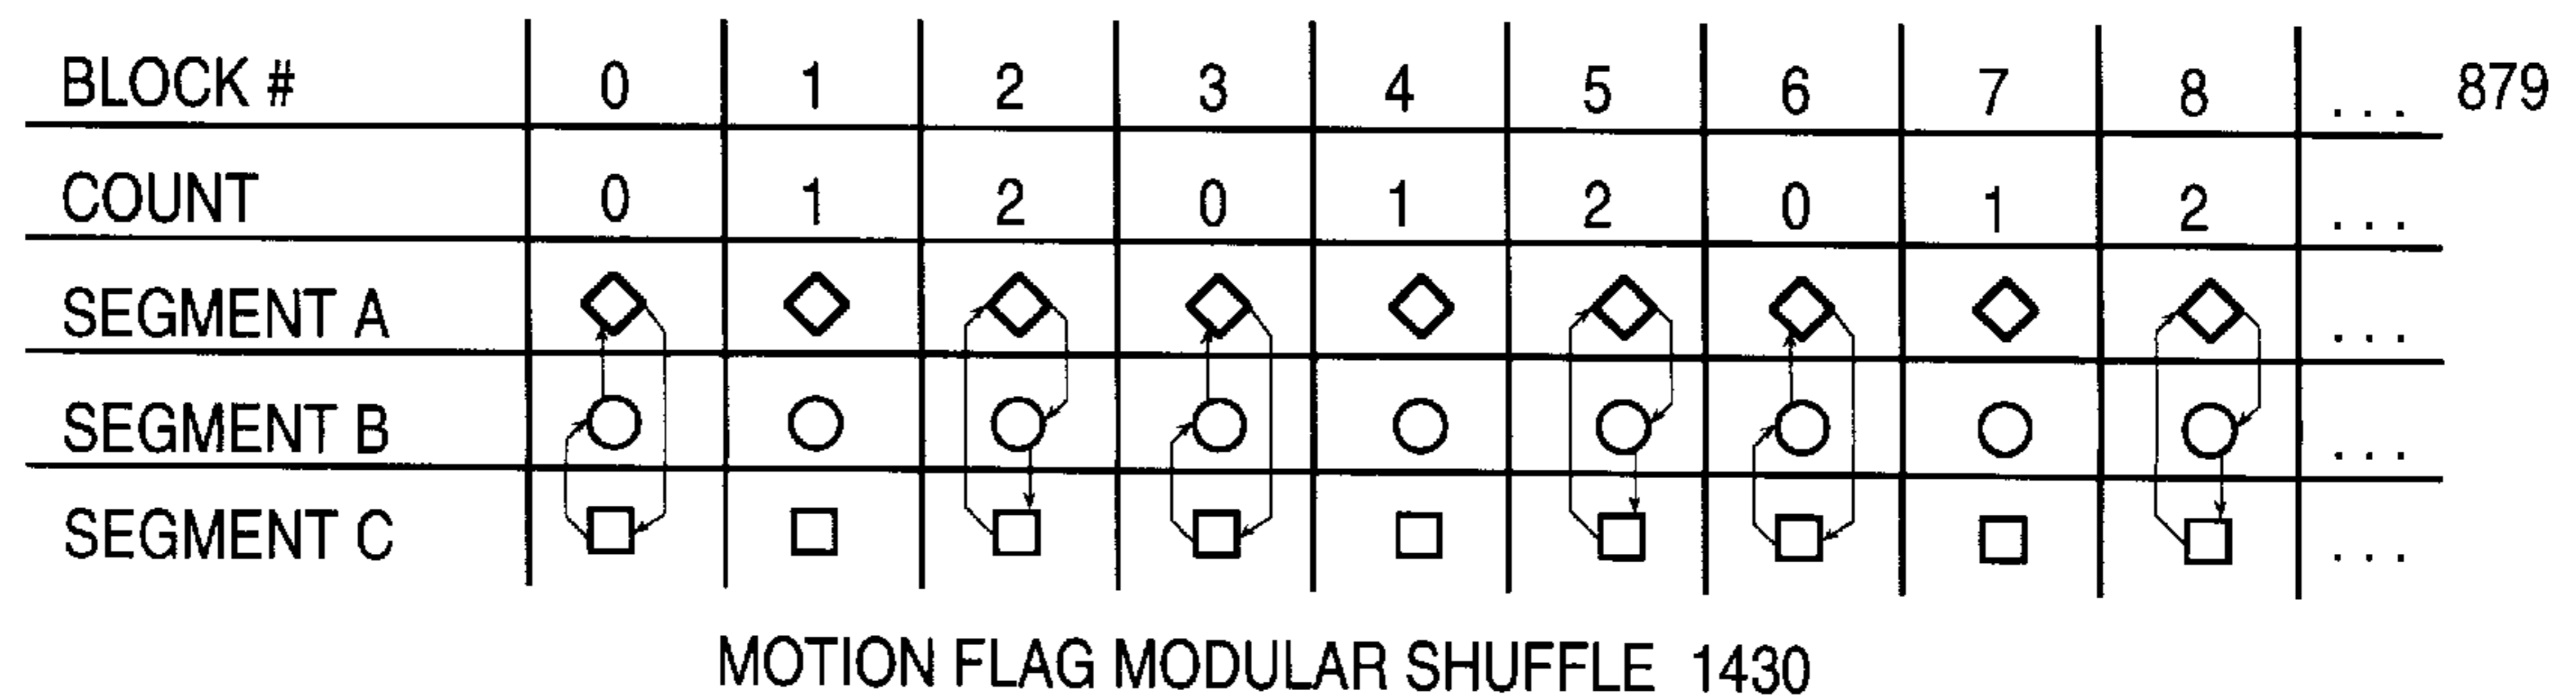 BLOCK # 0 1 2 3 4 5 6 7 8 ... 879
COUNT 0 1 2 0 1 2 0 1 2 ...
SEGMENT A ...
SEGMENT B ...
SEGMENT C ...
MOTION FLAG MODULAR SHUFFLE 1430